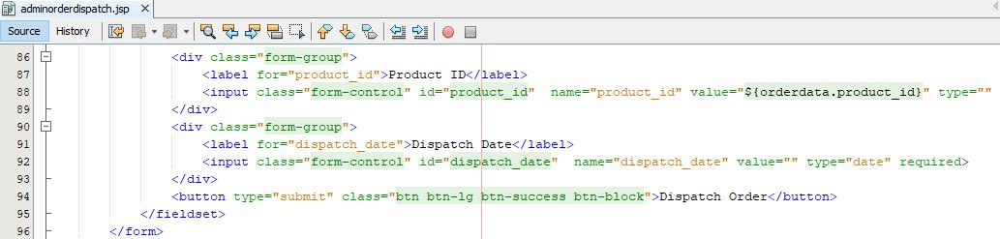 adminorderdispatch.jsp
Source History
86 <div class="form-group">
87 <label for="product_id">Product ID</label>
88 <input class="form-control" id="product_id"  name="product_id" value="${orderdata.product_id}" type=""
89 </div>
90 <div class="form-group">
91 <label for="dispatch_date">Dispatch Date</label>
92 <input class="form-control" id="dispatch_date"  name="dispatch_date" value="" type="date" required>
93 </div>
94 <button type="submit" class="btn btn-lg btn-success btn-block">Dispatch Order</button>
95 </fieldset>
96 </form>